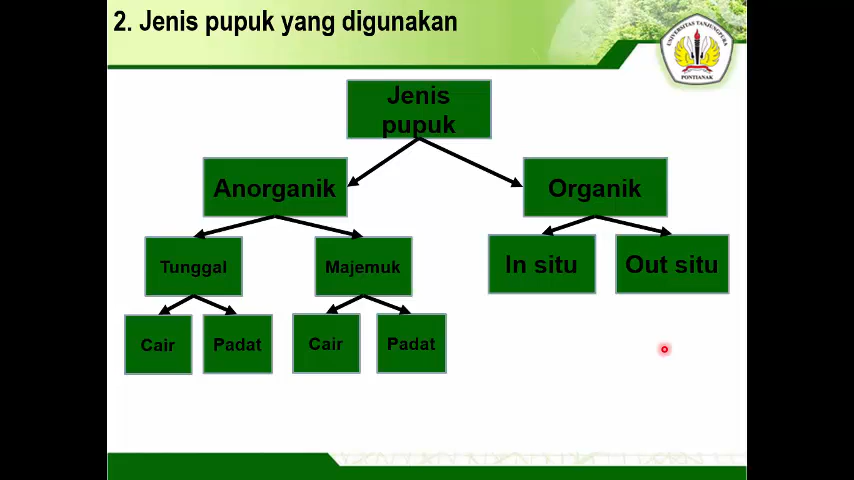 2. Jenis pupuk yang digunakan
UNIVERSITAS TANJUNGPURA
PONTIANAK
Jenis
pupuk
Anorganik
Organik
Tunggal
Majemuk
In situ
Out situ
Cair
Padat
Cair
Padat